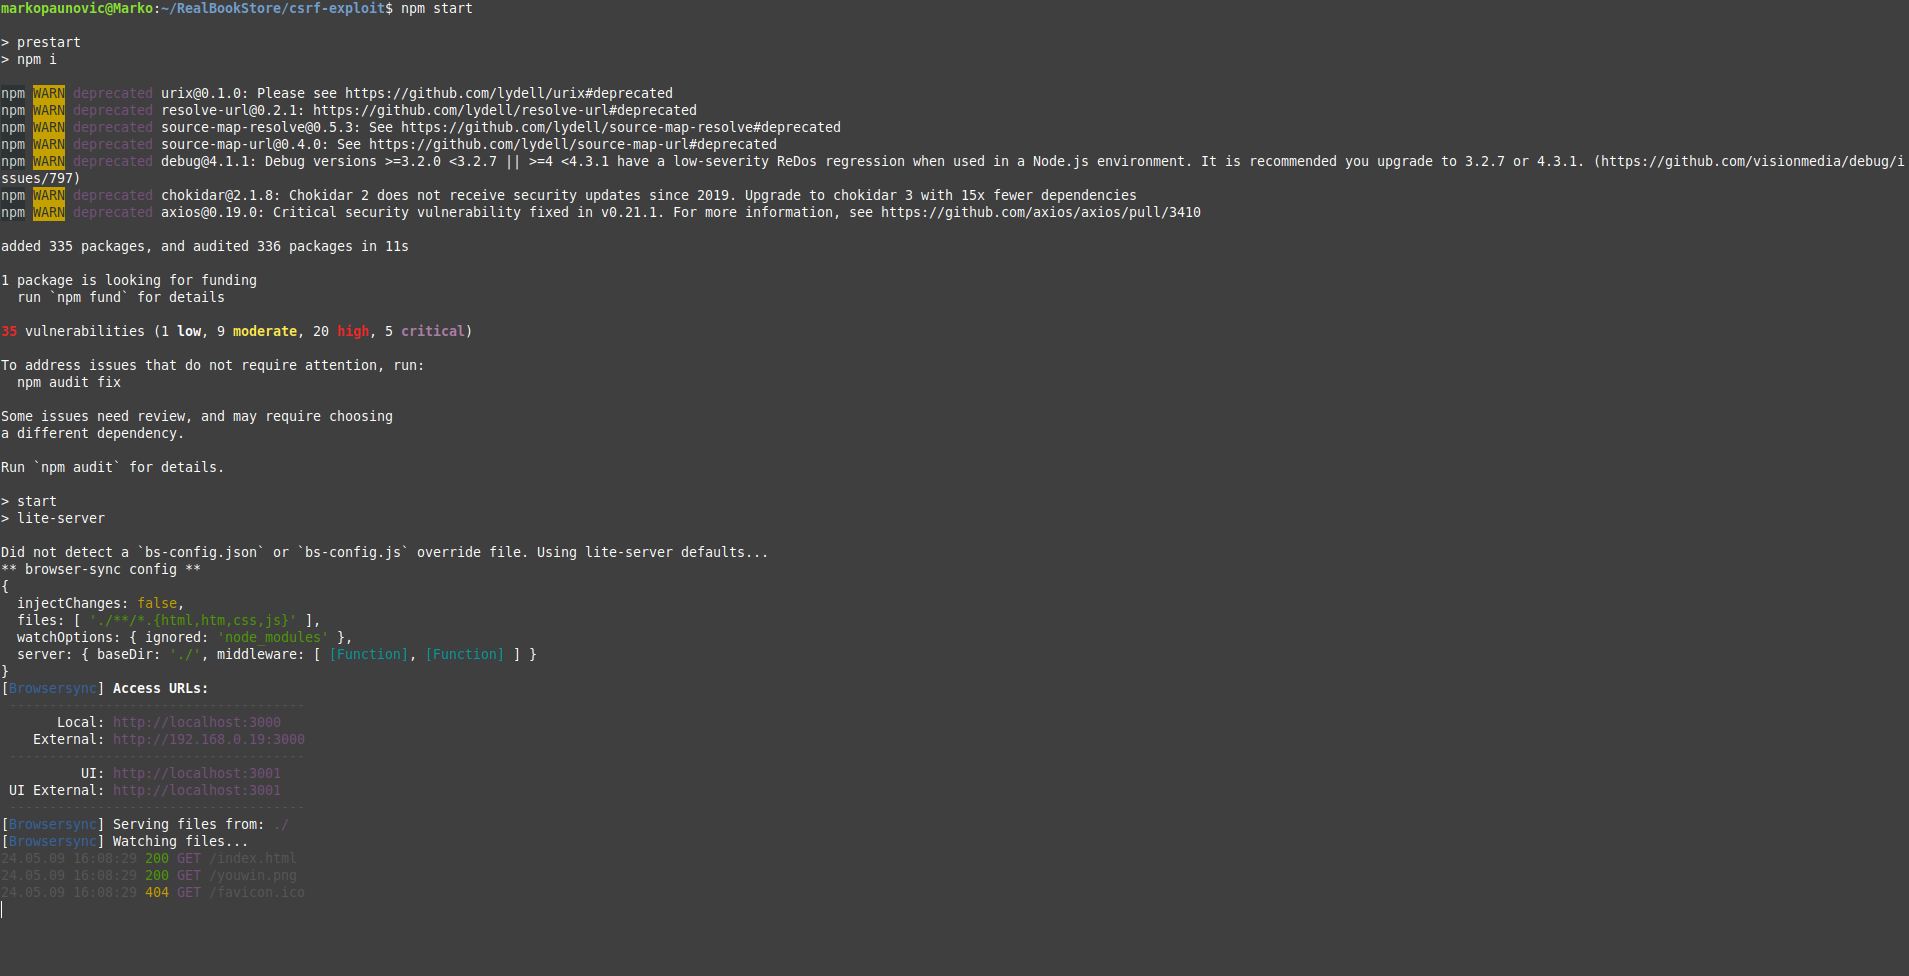 markopaunovic@Marko:~/RealBookStore/csrf-exploit$ npm start
> prestart
> npm i
npm WARN deprecated urix@0.1.0: Please see https://github.com/lydell/urix#deprecated
npm WARN deprecated resolve-url@0.2.1: https://github.com/lydell/resolve-url#deprecated
npm WARN deprecated source-map-resolve@0.5.3: See https://github.com/lydell/source-map-resolve#deprecated
npm WARN deprecated source-map-url@0.4.0: See https://github.com/lydell/source-map-url#deprecated
npm WARN deprecated debug@4.1.1: Debug versions >=3.2.0 <3.2.7 || >=4 <4.3.1 have a low-severity ReDos regression when used in a Node.js environment. It is recommended you upgrade to 3.2.7 or 4.3.1. (https://github.com/visionmedia/debug/i
ssues/797)
npm WARN deprecated chokidar@2.1.8: Chokidar 2 does not receive security updates since 2019. Upgrade to chokidar 3 with 15x fewer dependencies
npm WARN deprecated axios@0.19.0: Critical security vulnerability fixed in v0.21.1. For more information, see https://github.com/axios/axios/pull/3410
added 335 packages, and audited 336 packages in 11s
1 package is looking for funding
  run `npm fund` for details
35 vulnerabilities (1 low, 9 moderate, 20 high, 5 critical)
To address issues that do not require attention, run:
  npm audit fix
Some issues need review, and may require choosing
a different dependency.
Run `npm audit` for details.
> start
> lite-server
Did not detect a `bs-config.json` or `bs-config.js` override file. Using lite-server defaults...
** browser-sync config **
{
  injectChanges: false,
  files: [ './**/*.{html,htm,css,js}' ],
  watchOptions: { ignored: 'node_modules' },
  server: { baseDir: './', middleware: [ [Function], [Function] ] }
}
[Browsersync] Access URLs:
 -------------------------------------
       Local: http://localhost:3000
    External: http://192.168.0.19:3000
 -------------------------------------
          UI: http://localhost:3001
 UI External: http://localhost:3001
 -------------------------------------
[Browsersync] Serving files from: ./
[Browsersync] Watching files...
24.05.09 16:08:29 200 GET /index.html
24.05.09 16:08:29 200 GET /youwin.png
24.05.09 16:08:29 404 GET /favicon.ico